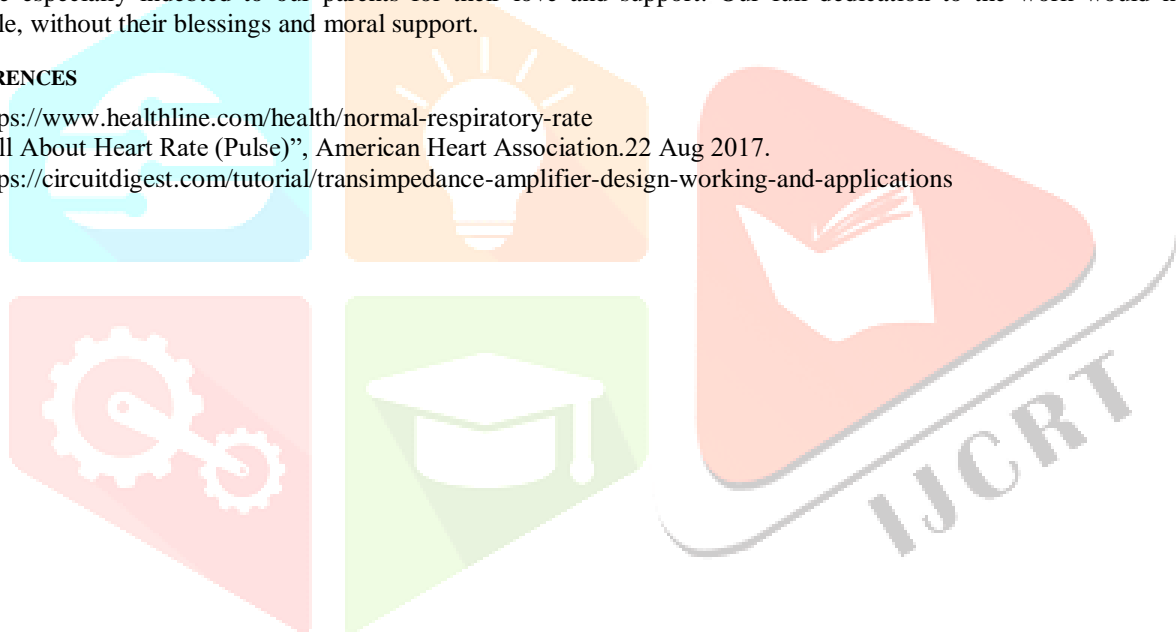 especially indebted to our parents for their love and support. Our full dedication to the work would
without their blessings and moral support.
RENCES
ps://www.healthline.com/health/normal-respiratory-rate
ll About Heart Rate (Pulse)”, American Heart Association.22 Aug 2017.
ps://circuitdigest.com/tutorial/transimpedance-amplifier-design-working-and-applications
IJCRT